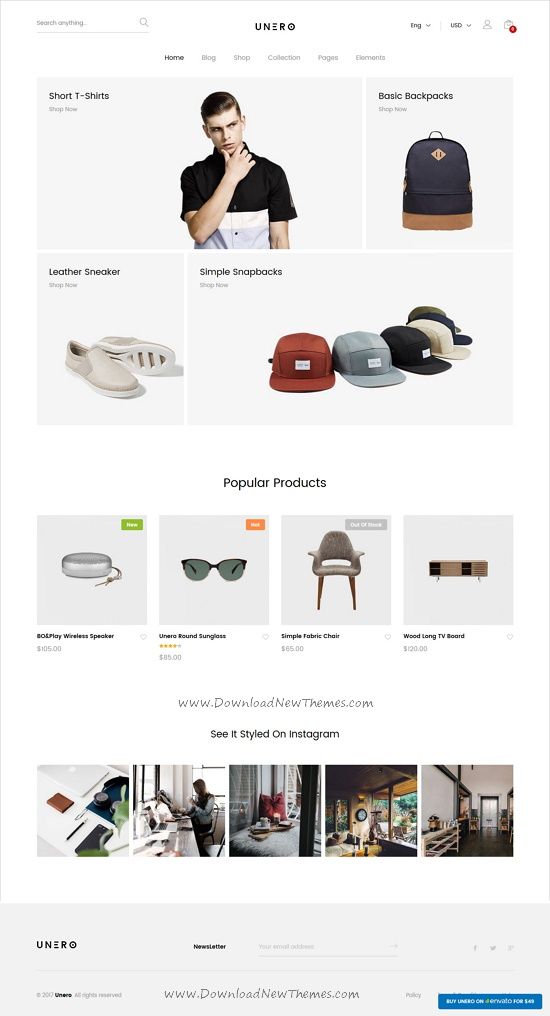 Search anything...
UNERO
Eng
USD
0
Home Blog Shop Collection Pages Elements
Short T-Shirts
Shop Now
Basic Backpacks
Shop Now
Leather Sneaker
Shop Now
Simple Snapbacks
Shop Now
Popular Products
New
Hot
Out Of Stock
BO&Play Wireless Speaker
$105.00
Unero Round Sunglass
$85.00
Simple Fabric Chair
$65.00
Wood Long TV Board
$120.00
www.DownloadNewThemes.com
See It Styled On Instagram
UNERO
NewsLetter
Your email address
© 2017 Unero. All rights reserved
www.DownloadNewThemes.com
Policy
BUY UNERO ON envato FOR $49